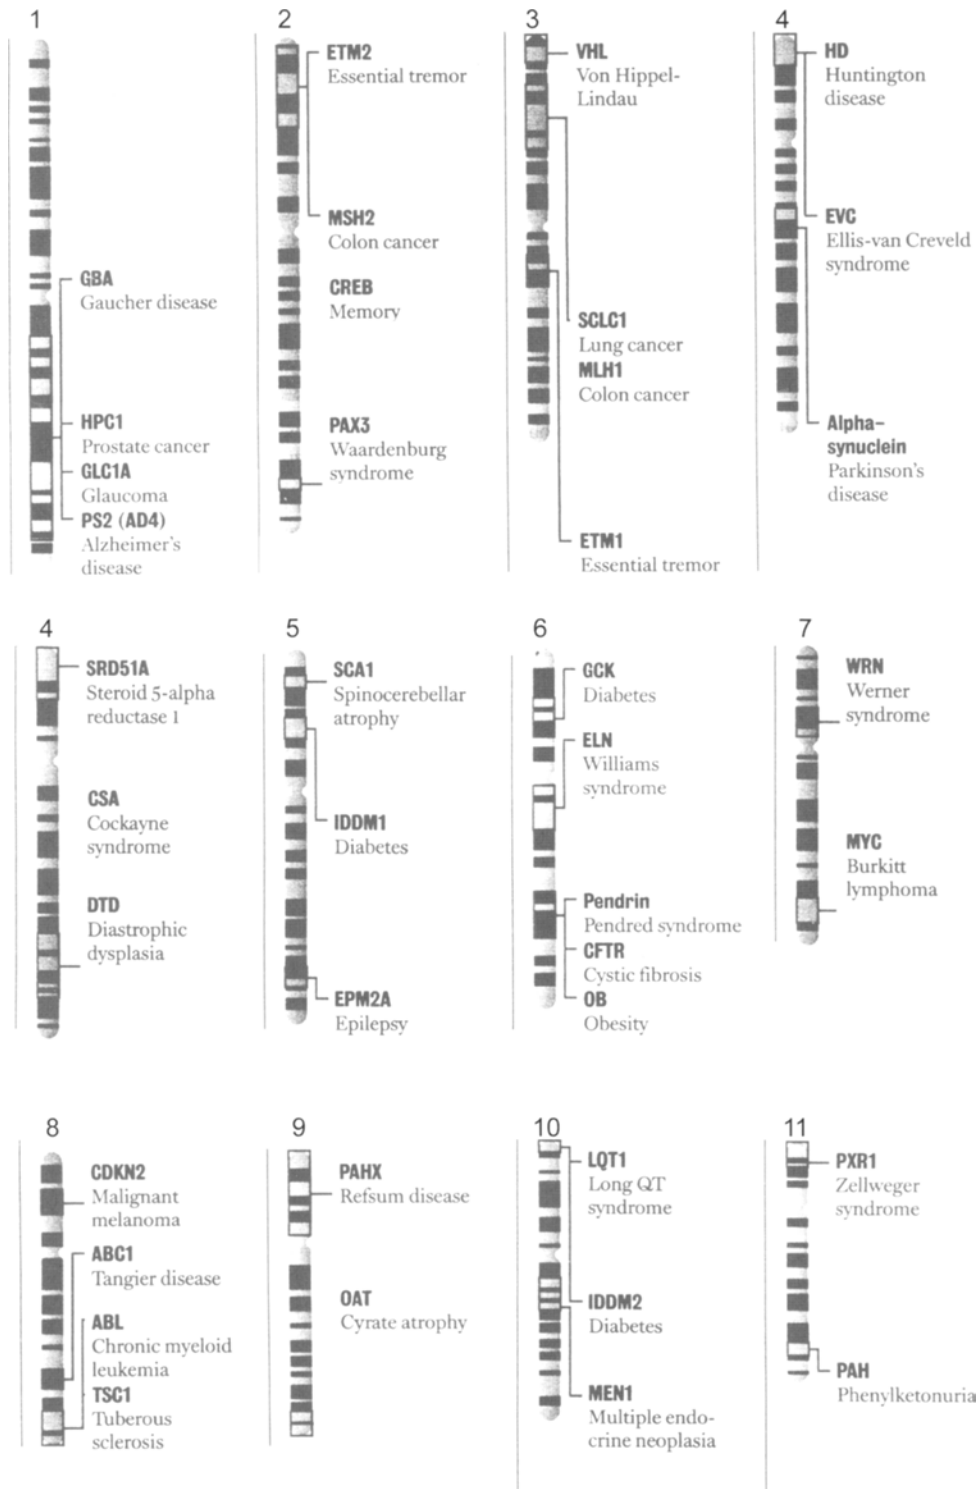 1
GBA
Gaucher disease
HPC1
Prostate cancer
GLC1A
Glaucoma
PS2 (AD4)
Alzheimer's
disease
2
ETM2
Essential tremor
MSH2
Colon cancer
CREB
Memory
PAX3
Waardenburg
syndrome
3
VHL
Von Hippel-
Lindau
SCLC1
Lung cancer
MLH1
Colon cancer
ETM1
Essential tremor
4
HD
Huntington
disease
EVC
Ellis-van Creveld
syndrome
Alpha-
synuclein
Parkinson's
disease
4
SRD51A
Steroid 5-alpha
reductase 1
CSA
Cockayne
syndrome
DTD
Diastrophic
dysplasia
5
SCA1
Spinocerebellar
atrophy
IDDM1
Diabetes
EPM2A
Epilepsy
6
GCK
Diabetes
ELN
Williams
syndrome
Pendrin
Pendred syndrome
CFTR
Cystic fibrosis
OB
Obesity
7
WRN
Werner
syndrome
MYC
Burkitt
lymphoma
8
CDKN2
Malignant
melanoma
ABC1
Tangier disease
ABL
Chronic myeloid
leukemia
TSC1
Tuberous
sclerosis
9
PAHX
Refsum disease
OAT
Cyrate atrophy
10
LQT1
Long QT
syndrome
IDDM2
Diabetes
MEN1
Multiple endo-
crine neoplasia
11
PXR1
Zellweger
syndrome
PAH
Phenylketonuria